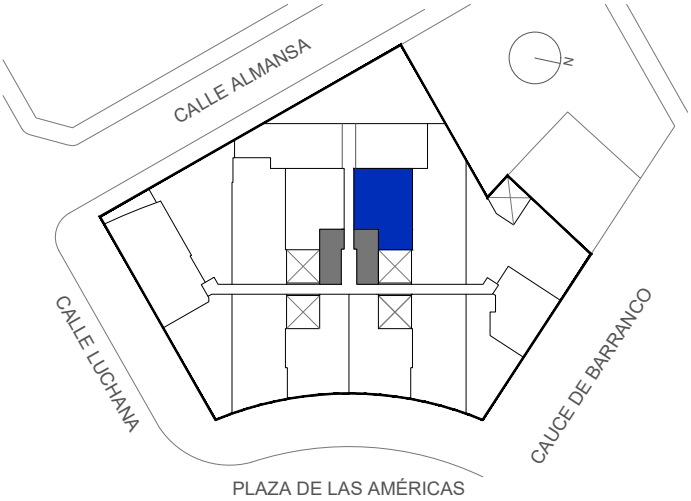 CALLE ALMANSA
N
CALLE LUCHANA
CAUCE DE BARRANCO
PLAZA DE LAS AMÉRICAS